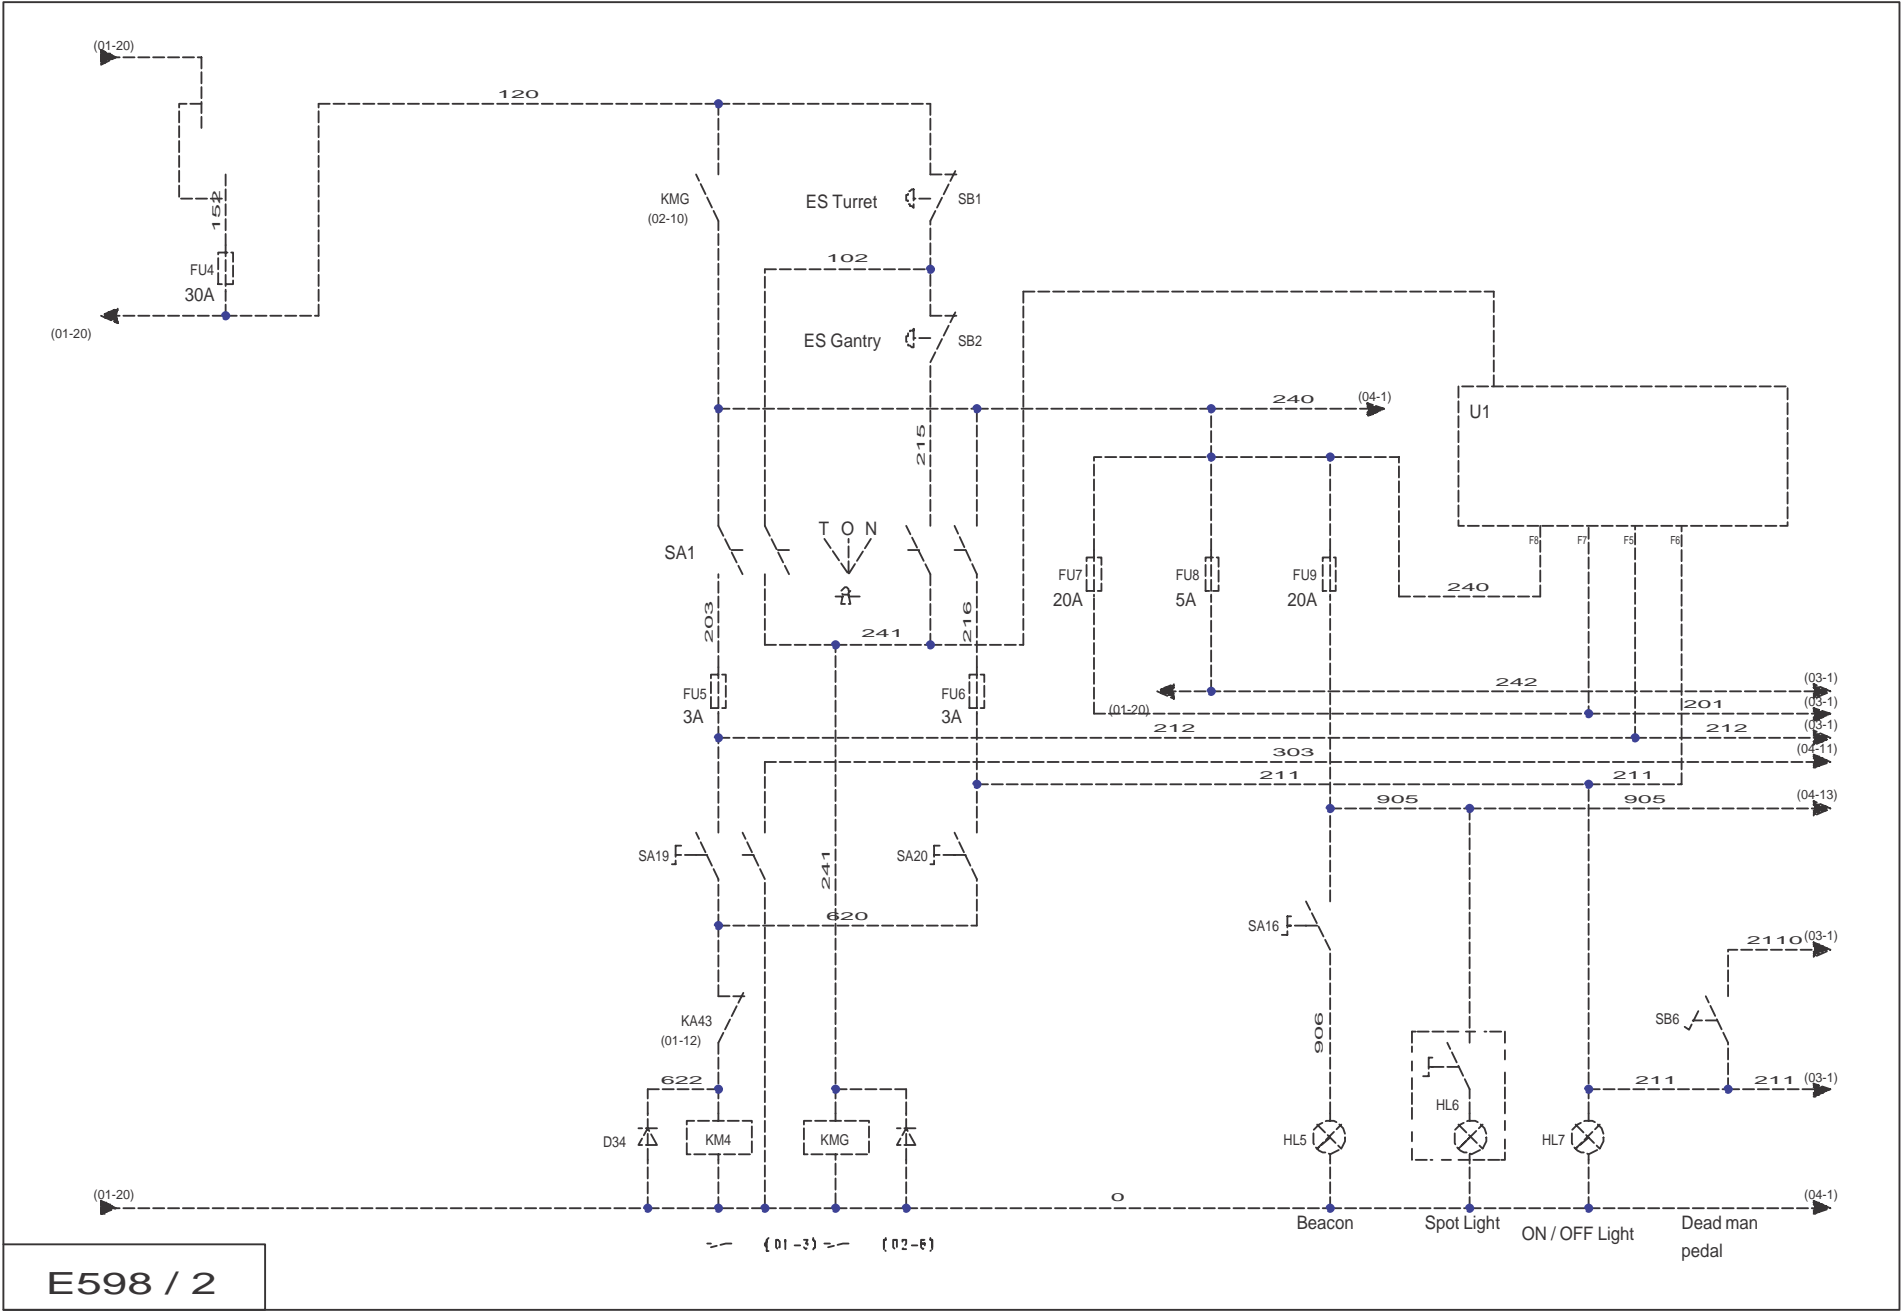 (01-20)
120
KMG
(02-10)
ES Turret
SB1
152
FU4
30A
102
(01-20)
ES Gantry
SB2
240
(04-1)
U1
215
SA1
T O N
F8
F7
F5
F6
FU7
20A
FU8
5A
FU9
20A
240
203
241
216
FU5
3A
FU6
3A
242
(03-1)
(01-20)
201
(03-1)
212
212
(03-1)
303
(04-11)
211
211
905
905
(04-13)
SA19
241
SA20
620
SA16
2110
(03-1)
KA43
(01-12)
906
SB6
622
211
211
(03-1)
HL6
D34
KM4
KMG
HL5
HL7
(01-20)
0
(04-1)
Beacon
Spot Light
ON / OFF Light
Dead man
pedal
(01-3)
(02-6)
E598 / 2